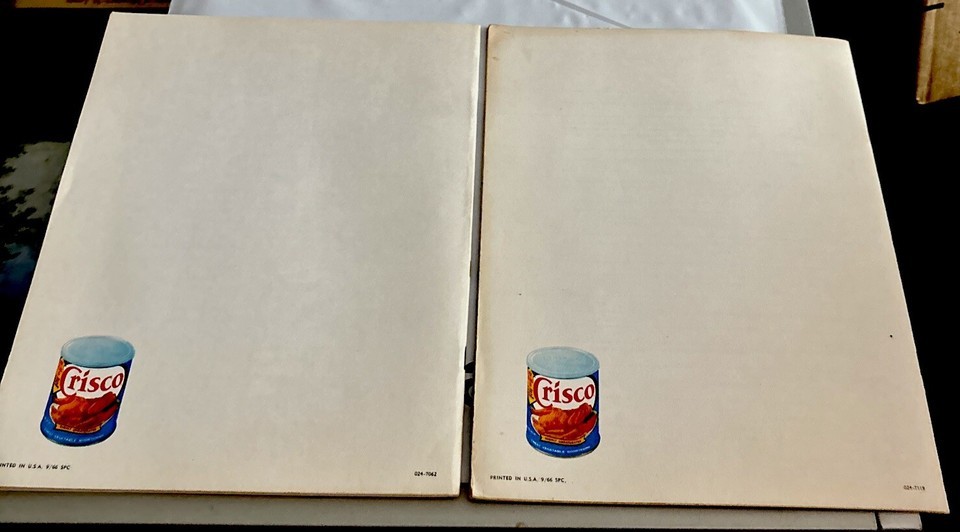 Crisco
PRINTED IN U.S.A. 9/66 SPC.
024-7062
Crisco
PRINTED IN U.S.A. 9/66 SPC.